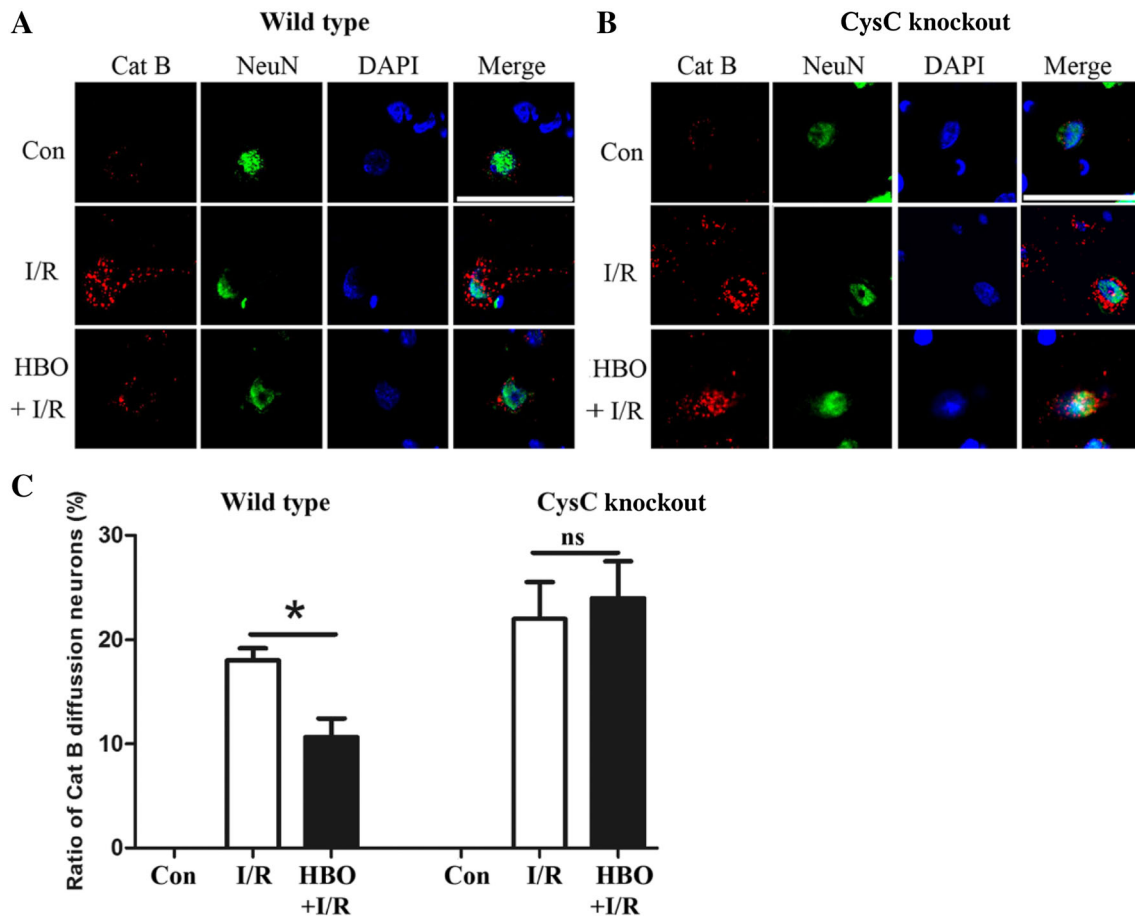 A
Wild type
Cat B NeuN DAPI Merge
Con
I/R
HBO
+ I/R
B
CysC knockout
Cat B NeuN DAPI Merge
Con
I/R
HBO
+ I/R
C
Wild type
CysC knockout
Ratio of Cat B diffussion neurons (%)
30
20
10
0
*
ns
Con I/R HBO
+I/R
Con I/R HBO
+I/R